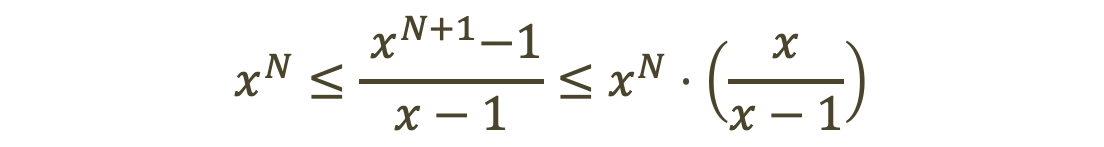 x^N ≤ (x^{N+1}−1)/(x − 1) ≤ x^N · (x/(x − 1))